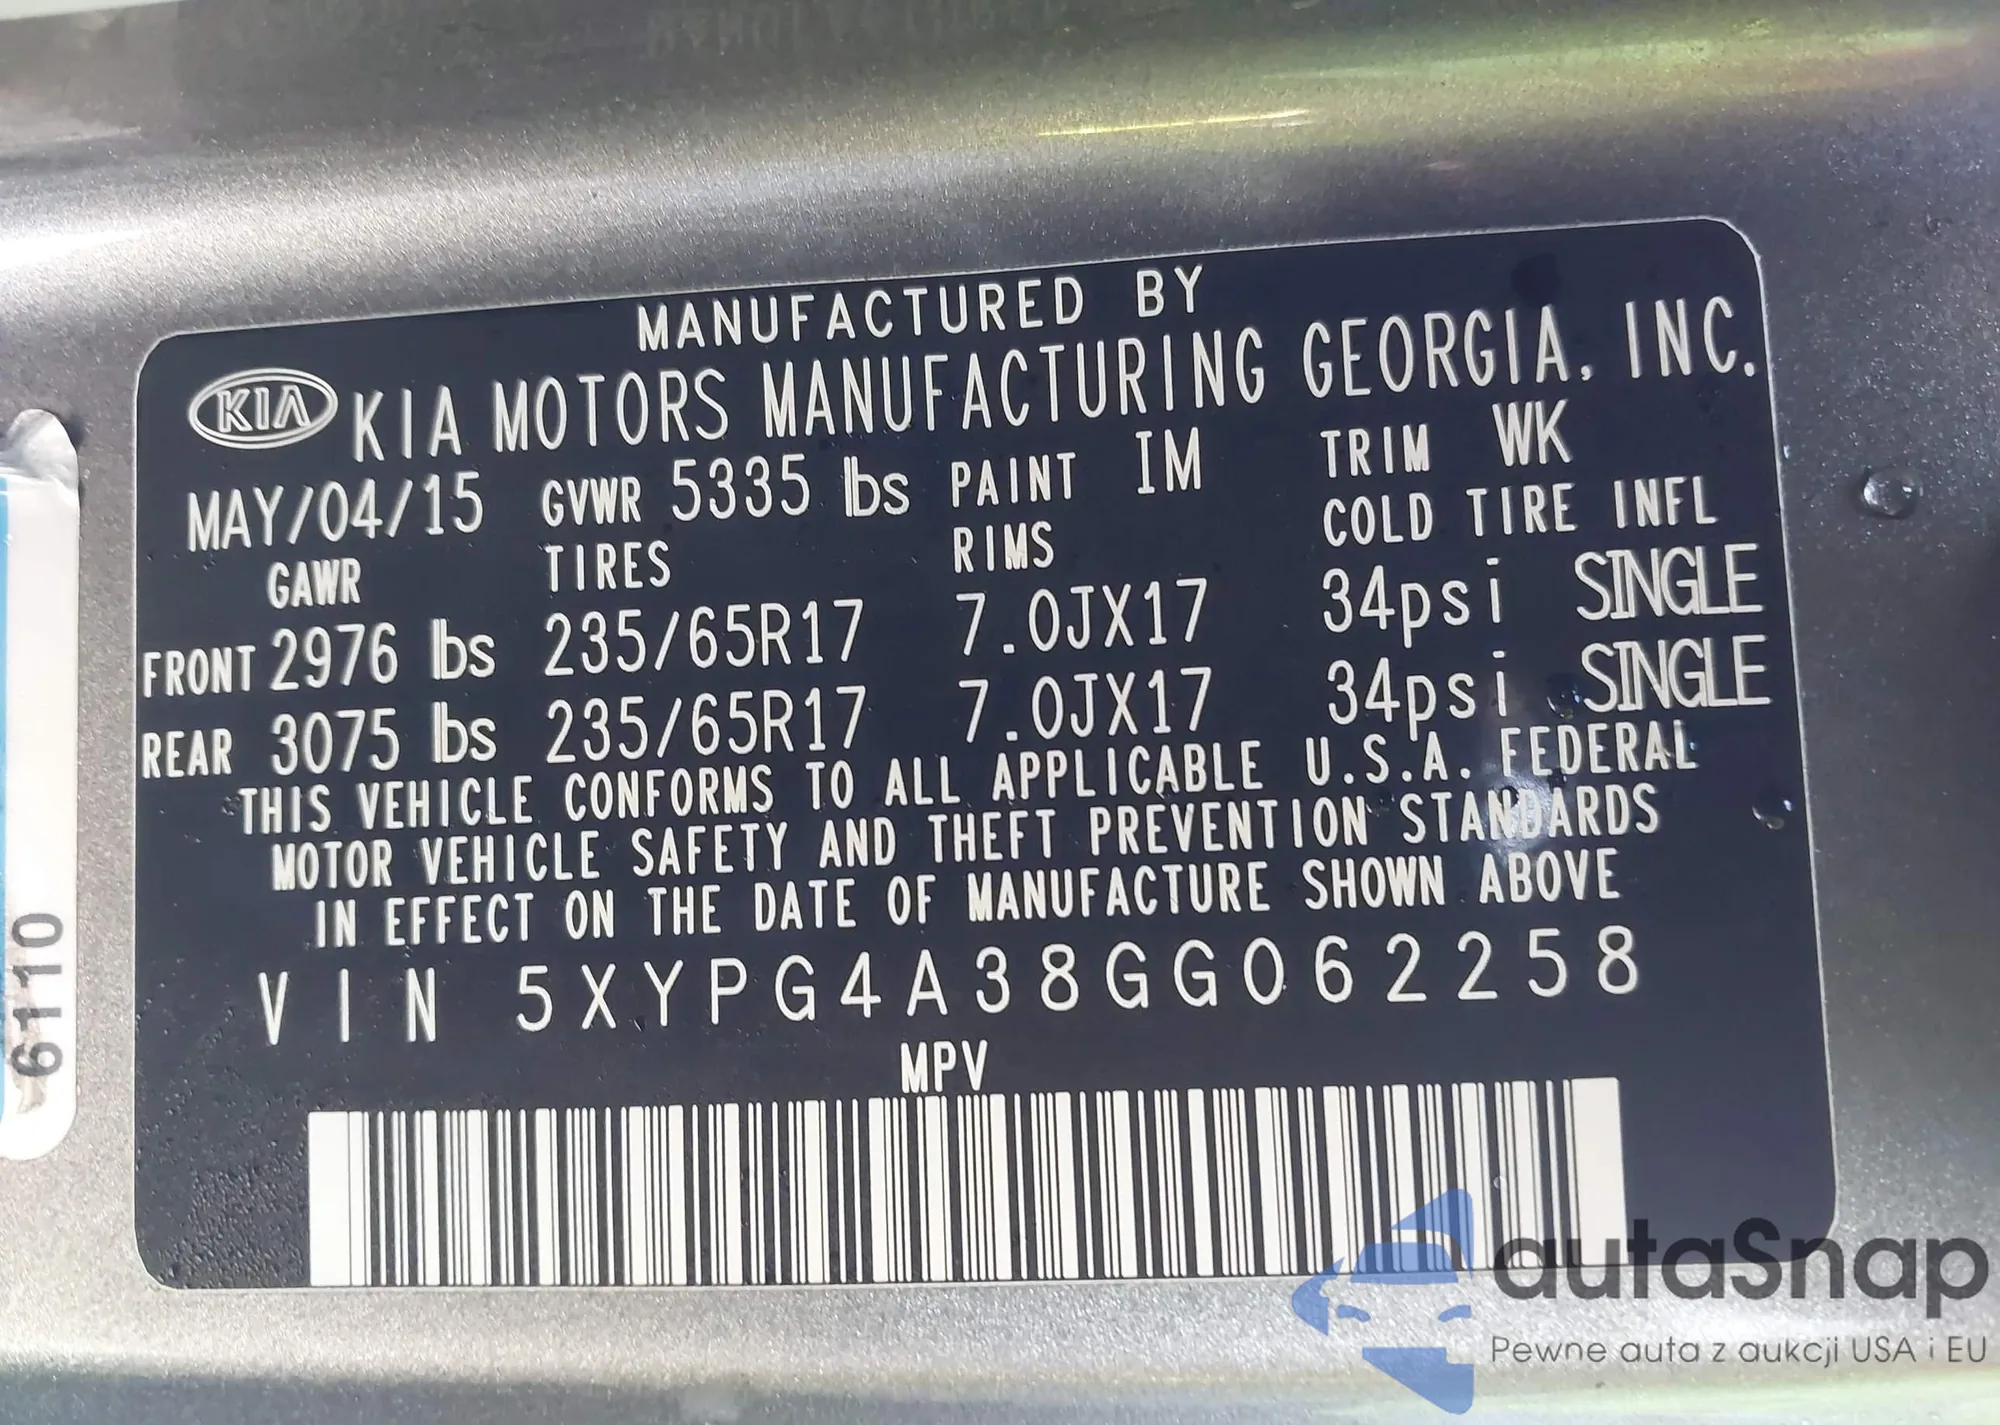 MANUFACTURED BY
KIA KIA MOTORS MANUFACTURING GEORGIA, INC.
MAY/04/15 GVWR 5335 lbs PAINT IM TRIM WK
GAWR TIRES RIMS COLD TIRE INFL
FRONT 2976 lbs 235/65R17 7.0JX17 34psi SINGLE
REAR 3075 lbs 235/65R17 7.0JX17 34psi SINGLE
THIS VEHICLE CONFORMS TO ALL APPLICABLE U.S.A. FEDERAL
MOTOR VEHICLE SAFETY AND THEFT PREVENTION STANDARDS
IN EFFECT ON THE DATE OF MANUFACTURE SHOWN ABOVE
VIN 5XYPG4A38GG062258
MPV
6110
autaSnap
Pewne auta z aukcji USA i EU